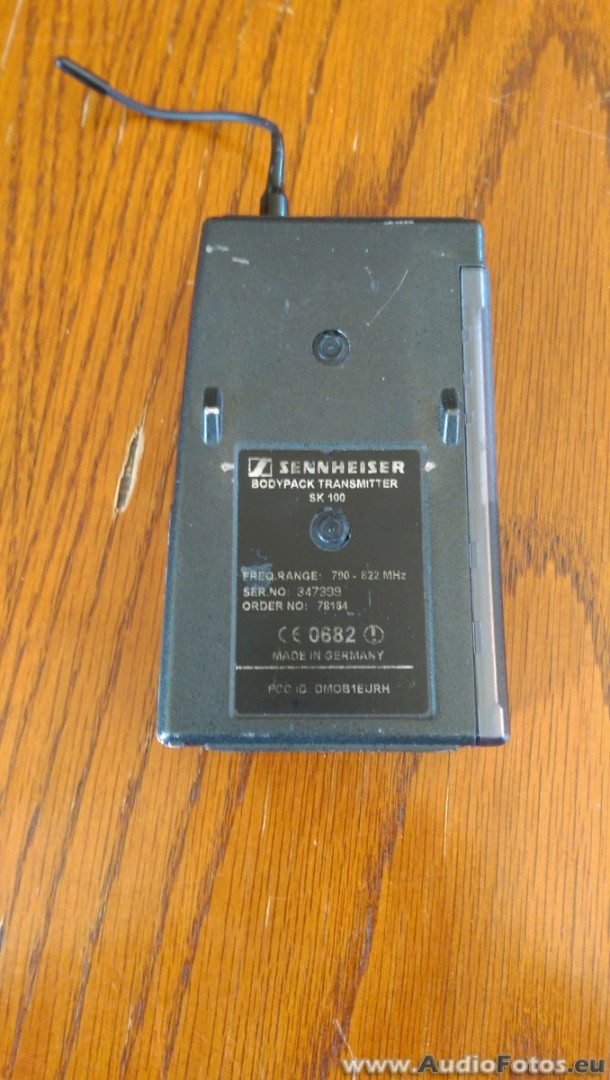 SENNHEISER
BODYPACK TRANSMITTER
SK 100
FREQ.RANGE: 790 - 822 MHz
SER.NO: 347399
ORDER NO: 78184
CE 0682
MADE IN GERMANY
FCC ID: DMOB1EURH
www.AudioFotos.eu